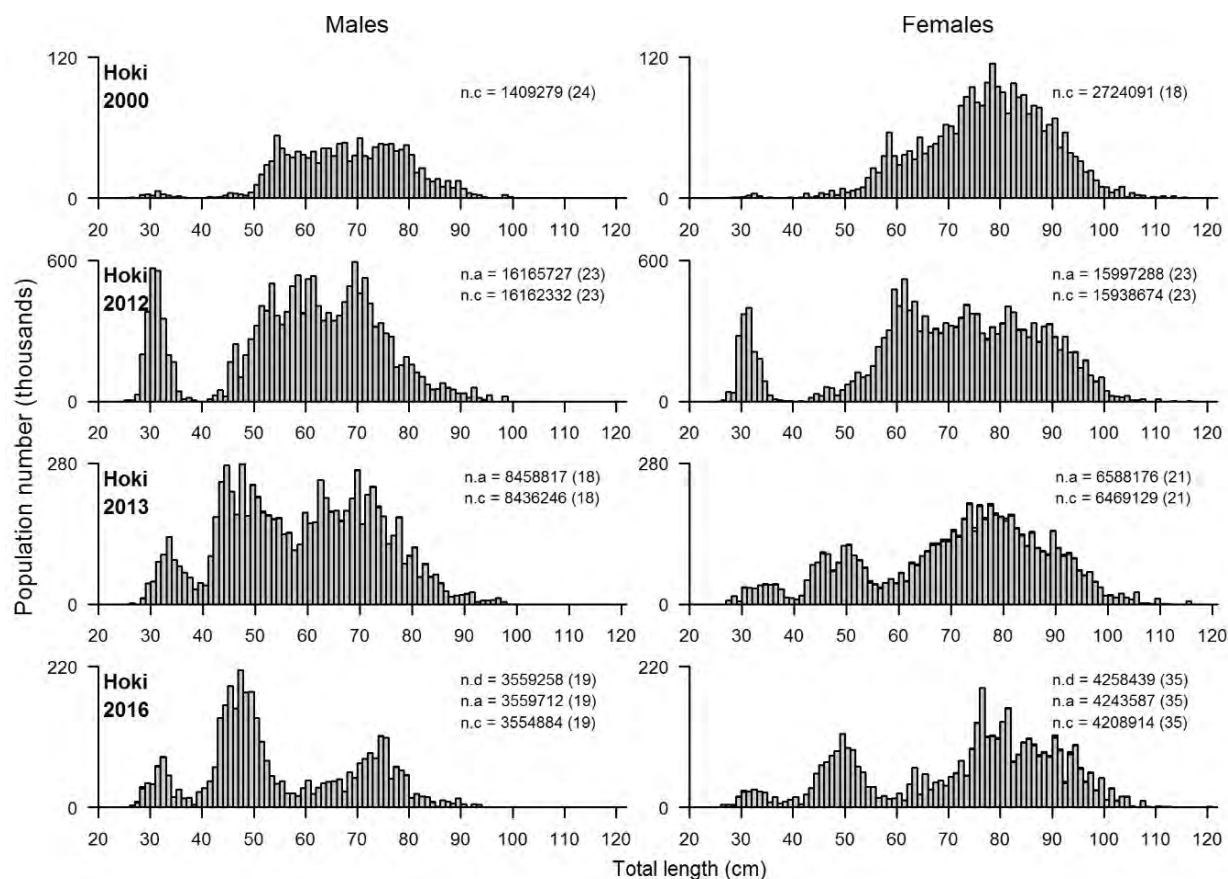 Males
Females
Population number (thousands)
Hoki
2000
120
0
n.c = 1409279 (24)
20 30 40 50 60 70 80 90 100 110 120
120
0
n.c = 2724091 (18)
20 30 40 50 60 70 80 90 100 110 120
Hoki
2012
600
0
n.a = 16165727 (23)
n.c = 16162332 (23)
20 30 40 50 60 70 80 90 100 110 120
600
0
n.a = 15997288 (23)
n.c = 15938674 (23)
20 30 40 50 60 70 80 90 100 110 120
Hoki
2013
280
0
n.a = 8458817 (18)
n.c = 8436246 (18)
20 30 40 50 60 70 80 90 100 110 120
280
0
n.a = 6588176 (21)
n.c = 6469129 (21)
20 30 40 50 60 70 80 90 100 110 120
Hoki
2016
220
0
n.d = 3559258 (19)
n.a = 3559712 (19)
n.c = 3554884 (19)
20 30 40 50 60 70 80 90 100 110 120
220
0
n.d = 4258439 (35)
n.a = 4243587 (35)
n.c = 4208914 (35)
20 30 40 50 60 70 80 90 100 110 120
Total length (cm)